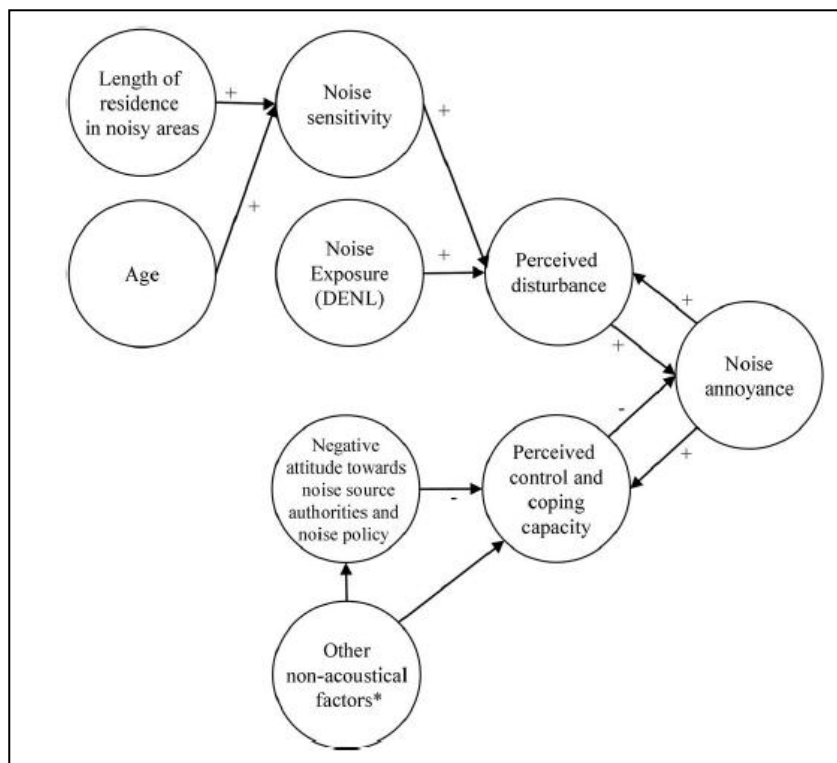 Length of
residence
in noisy areas
+
Noise
sensitivity
+
Age
+
Noise
Exposure
(DENL)
+
Perceived
disturbance
+
+
Noise
annoyance
-
+
Negative
attitude towards
noise source
authorities and
noise policy
-
Perceived
control and
coping
capacity
Other
non-acoustical
factors*